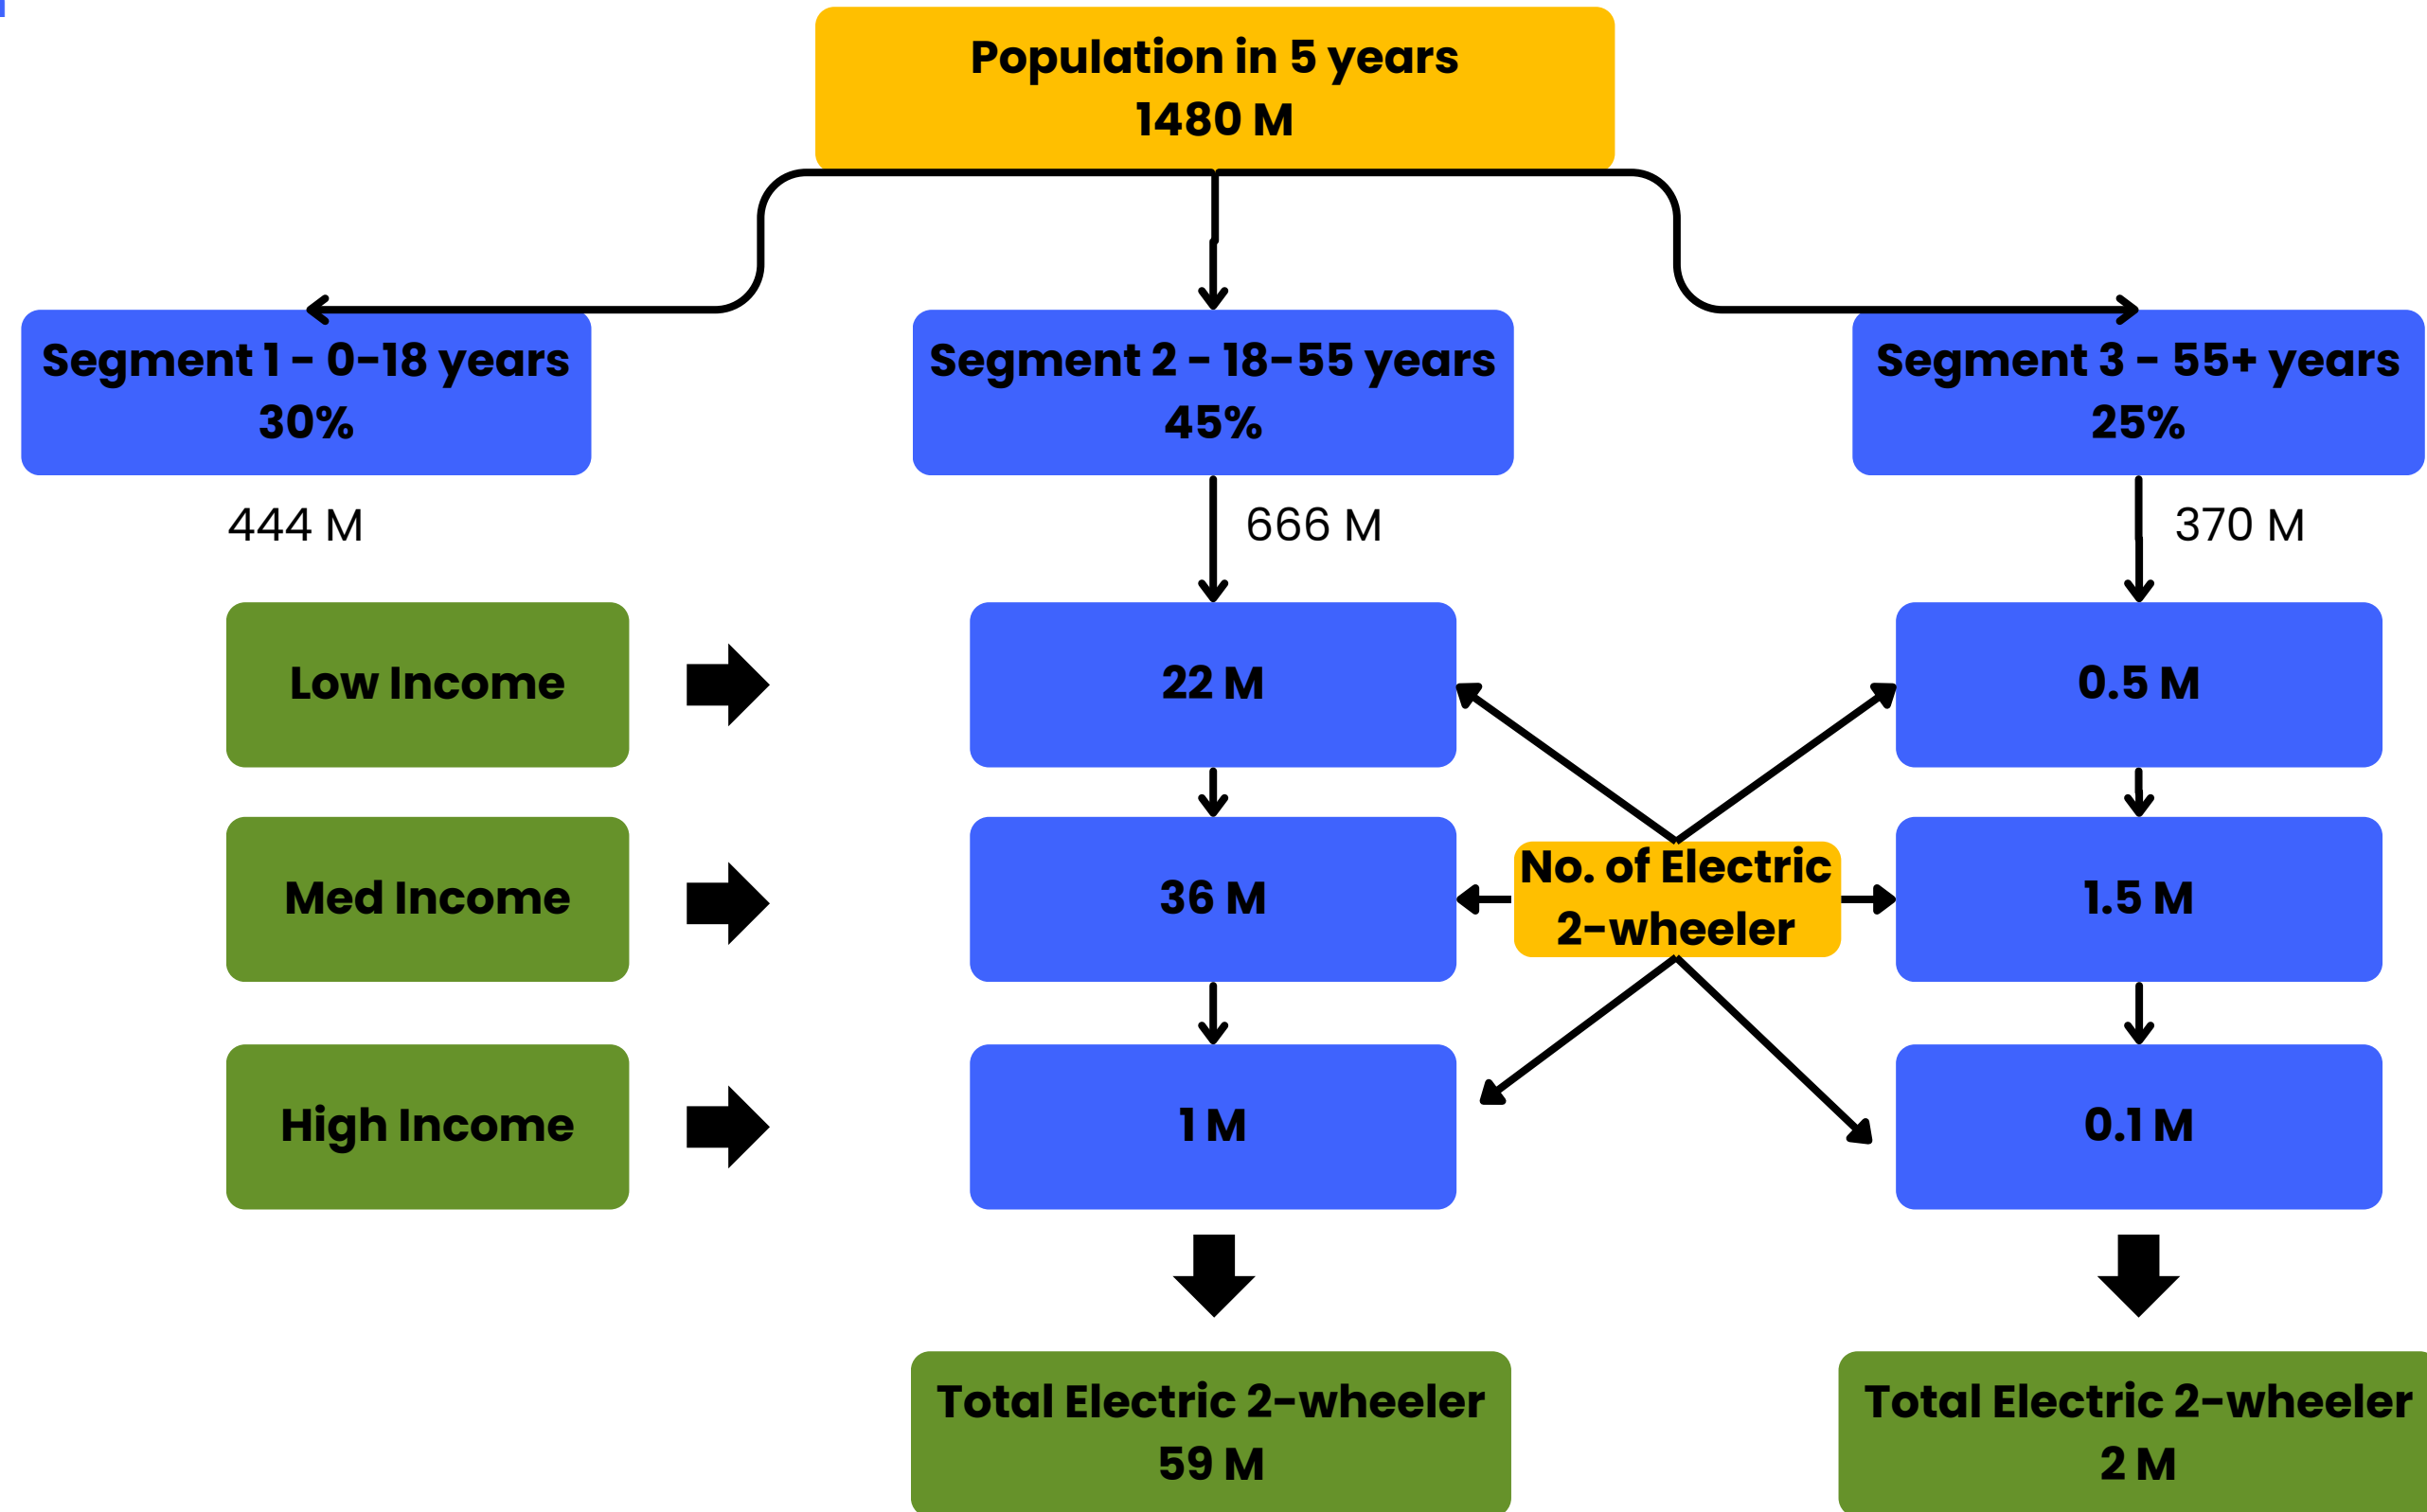 Population in 5 years
1480 M
Segment 1 - 0-18 years
30%
Segment 2 - 18-55 years
45%
Segment 3 - 55+ years
25%
444 M
666 M
370 M
Low Income
22 M
0.5 M
Med Income
36 M
No. of Electric
2-wheeler
1.5 M
High Income
1 M
0.1 M
Total Electric 2-wheeler
59 M
Total Electric 2-wheeler
2 M